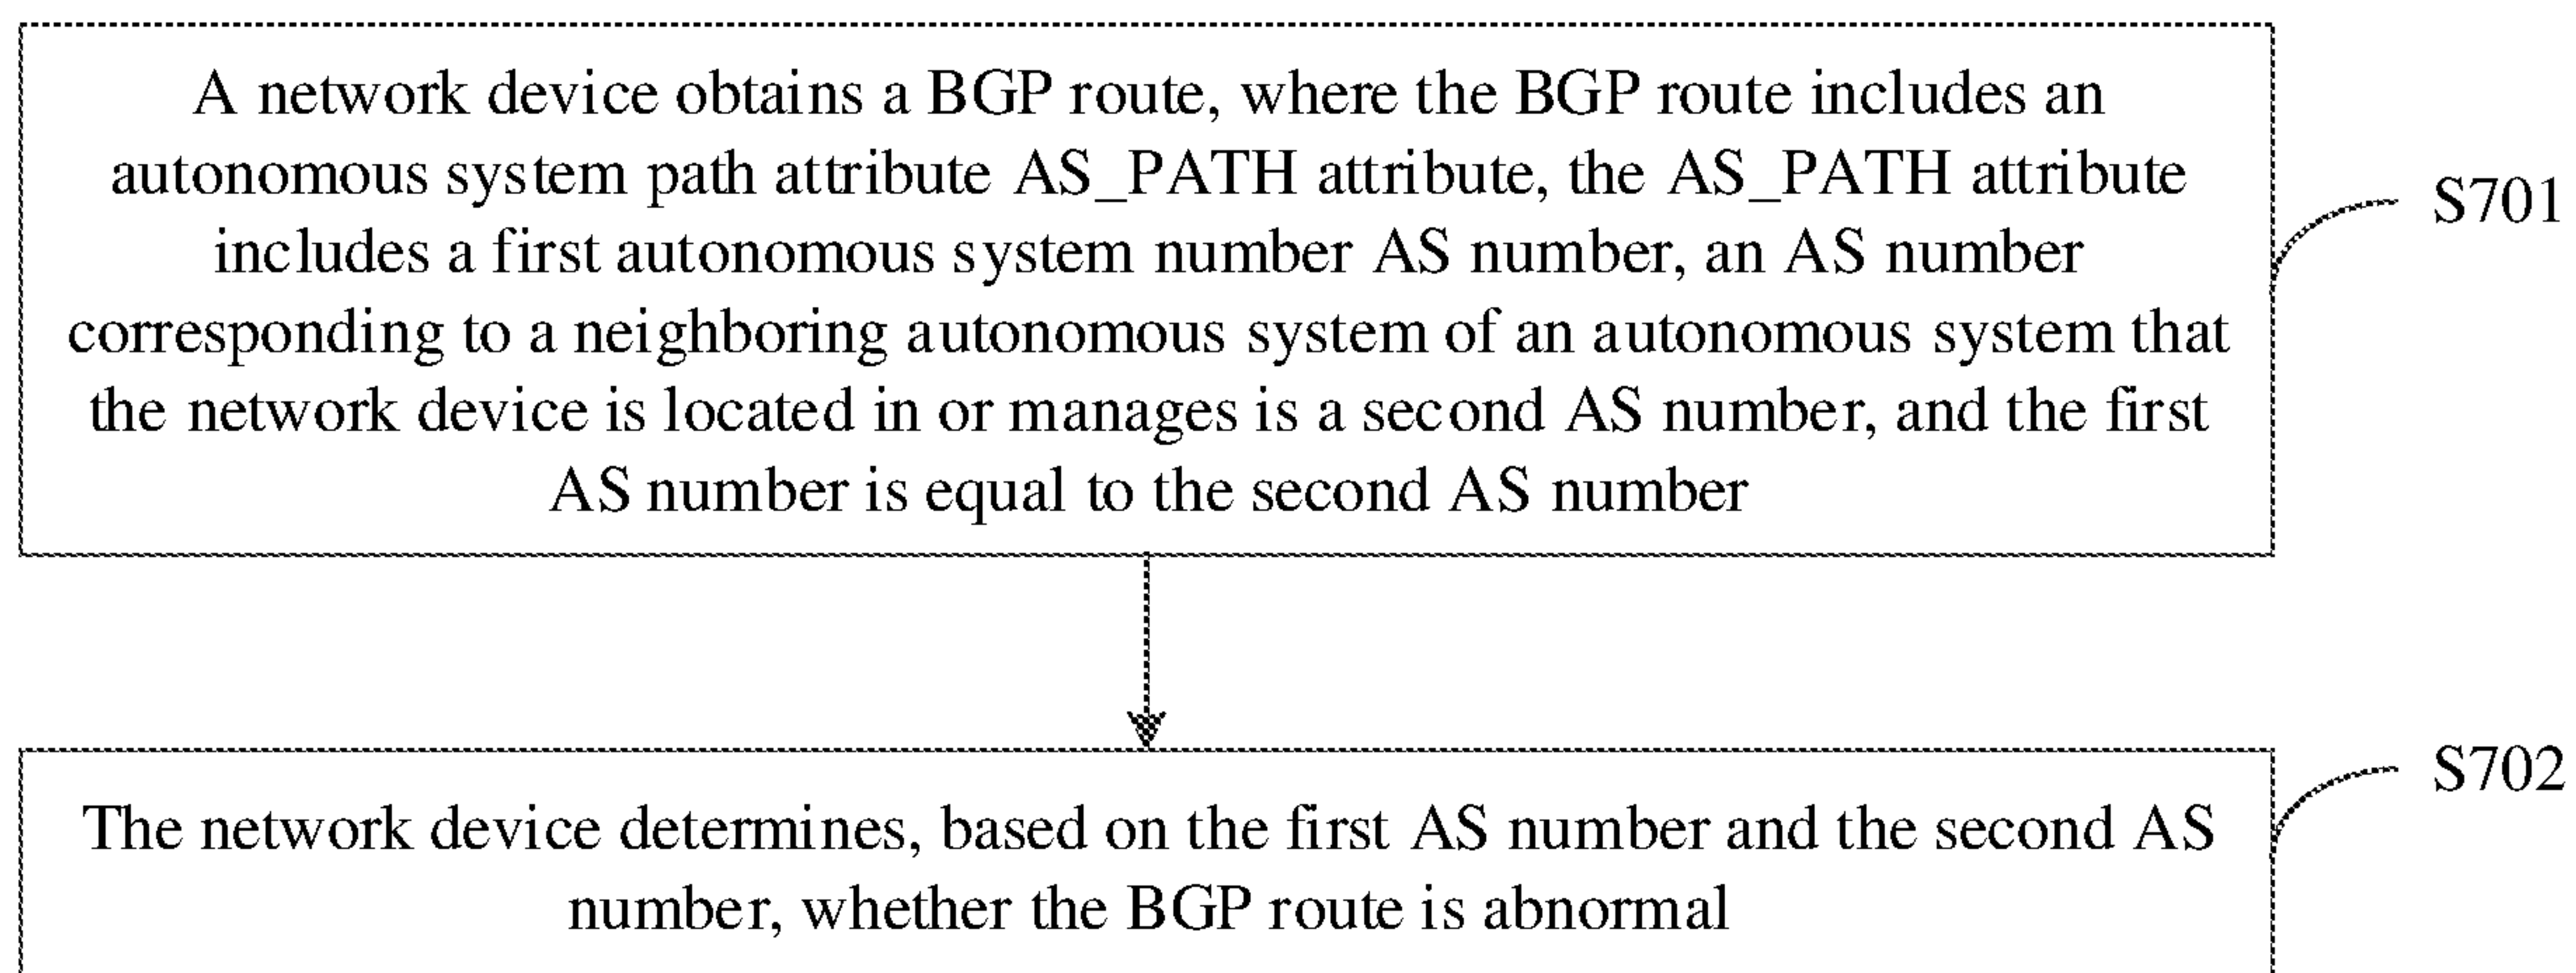 A network device obtains a BGP route, where the BGP route includes an
autonomous system path attribute AS_PATH attribute, the AS_PATH attribute
includes a first autonomous system number AS number, an AS number
corresponding to a neighboring autonomous system of an autonomous system that
the network device is located in or manages is a second AS number, and the first
AS number is equal to the second AS number
S701
The network device determines, based on the first AS number and the second AS
number, whether the BGP route is abnormal
S702